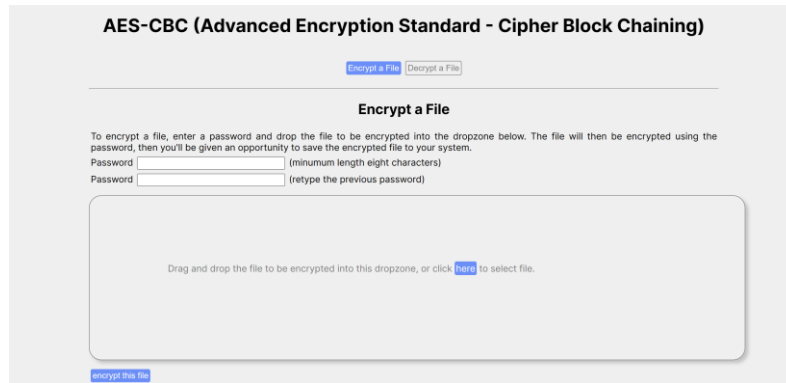 AES-CBC (Advanced Encryption Standard - Cipher Block Chaining)
Encrypt a File Decrypt a File
Encrypt a File
To encrypt a file, enter a password and drop the file to be encrypted into the dropzone below. The file will then be encrypted using the
password, then you'll be given an opportunity to save the encrypted file to your system.
Password (minumum length eight characters)
Password (retype the previous password)
Drag and drop the file to be encrypted into this dropzone, or click here to select file.
encrypt this file